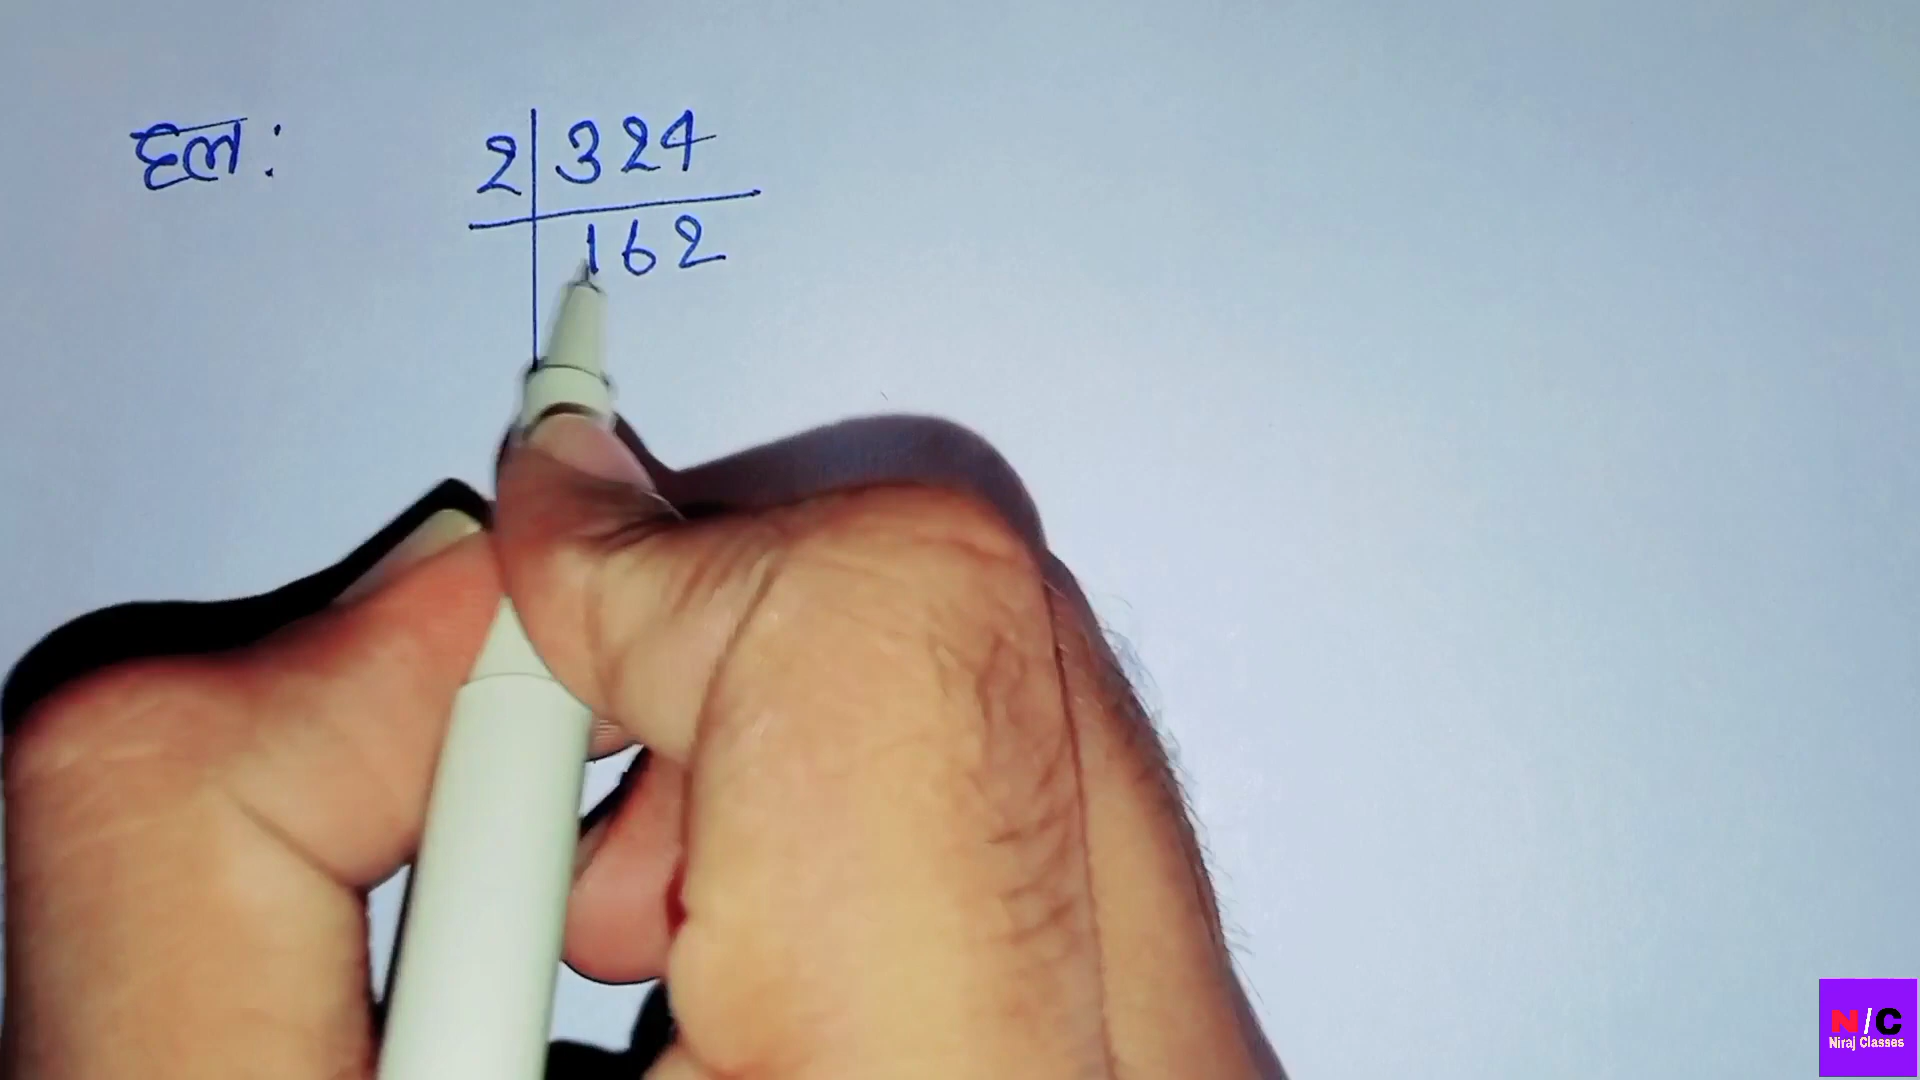 हल : 2 | 324
162
N/C
Niraj Classes